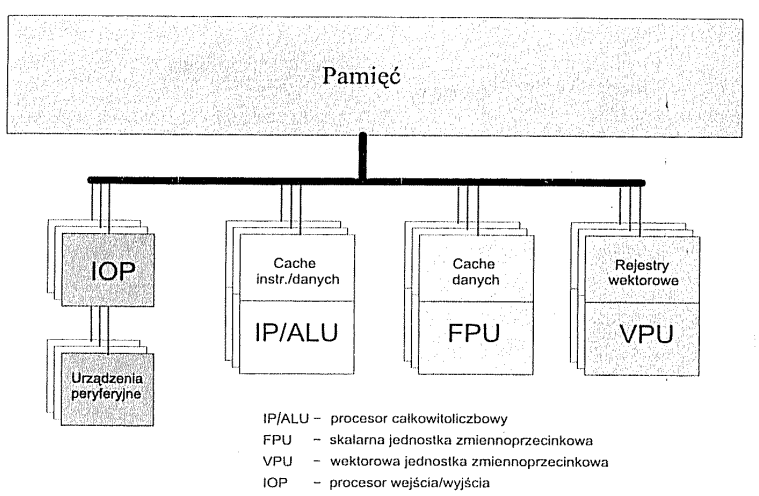 Pamięć
IOP
Urządzenia
peryferyjne
Cache
instr./danych
IP/ALU
Cache
danych
FPU
Rejestry
wektorowe
VPU
IP/ALU – procesor całkowitoliczbowy
FPU – skalarna jednostka zmiennoprzecinkowa
VPU – wektorowa jednostka zmiennoprzecinkowa
IOP – procesor wejścia/wyjścia